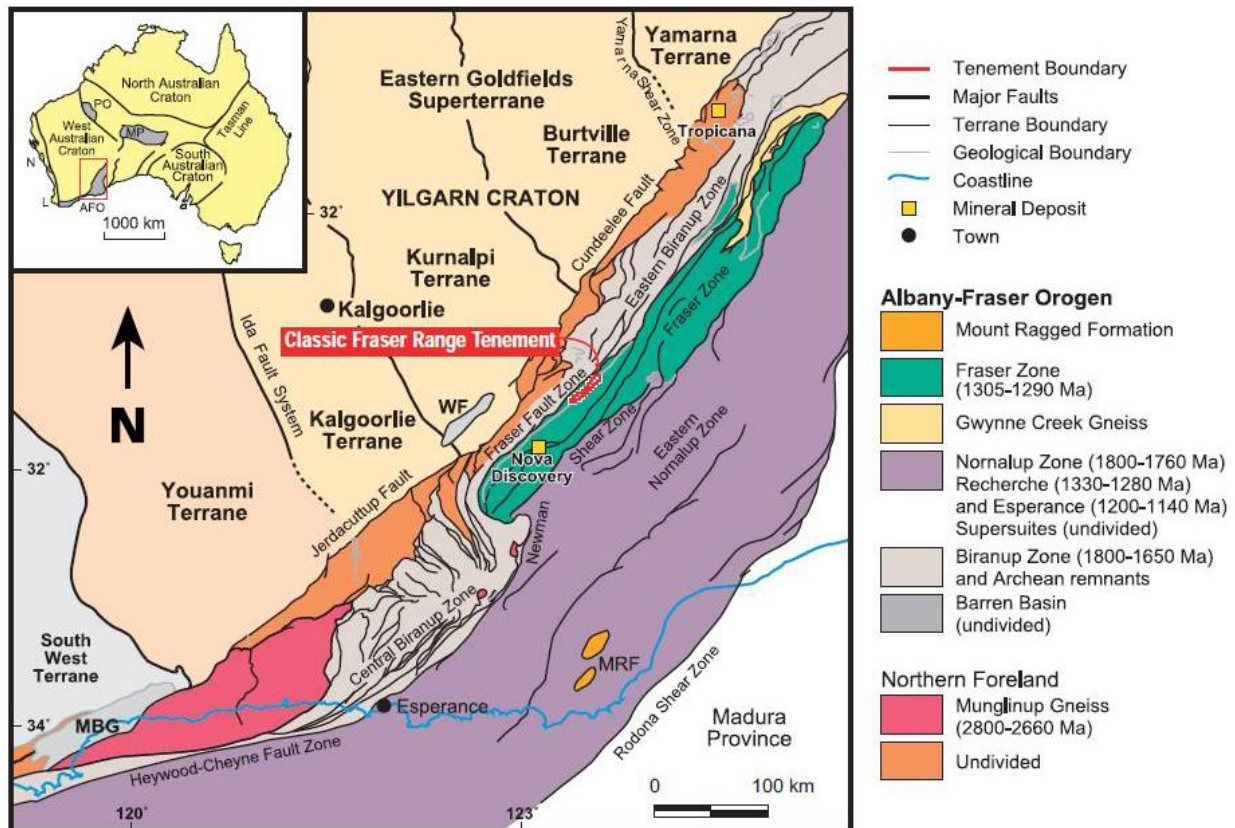 North Australian
Craton
PO
West
Australian
Craton
MP
Tasman
Line
South
Australian
Craton
N
L
AFO
1000 km
Yamarna
Terrane
Yamarna Shear Zone
Eastern Goldfields
Superterrane
Burtville
Terrane
Tropicana
32°
YILGARN CRATON
Cundeelee Fault
Eastern Biranup Zone
Kurnalpi
Terrane
Fraser Zone
Kalgoorlie
Ida Fault System
Classic Fraser Range Tenement
N
Kalgoorlie
Terrane
WF
Fraser Fault Zone
Nova
Discovery
Shear Zone
Newman
Eastern
Nornalup Zone
32°
Youanmi
Terrane
Jerdacuttup Fault
Central Biranup Zone
South
West
Terrane
MRF
MBG
Esperance
34°
Heywood-Cheyne Fault Zone
Rodona Shear Zone
Madura
Province
0 100 km
120°
123°
Tenement Boundary
Major Faults
Terrane Boundary
Geological Boundary
Coastline
Mineral Deposit
Town
Albany-Fraser Orogen
Mount Ragged Formation
Fraser Zone
(1305-1290 Ma)
Gwynne Creek Gneiss
Nornalup Zone (1800-1760 Ma)
Recherche (1330-1280 Ma)
and Esperance (1200-1140 Ma)
Supersuites (undivided)
Biranup Zone (1800-1650 Ma)
and Archean remnants
Barren Basin
(undivided)
Northern Foreland
Munglinup Gneiss
(2800-2660 Ma)
Undivided